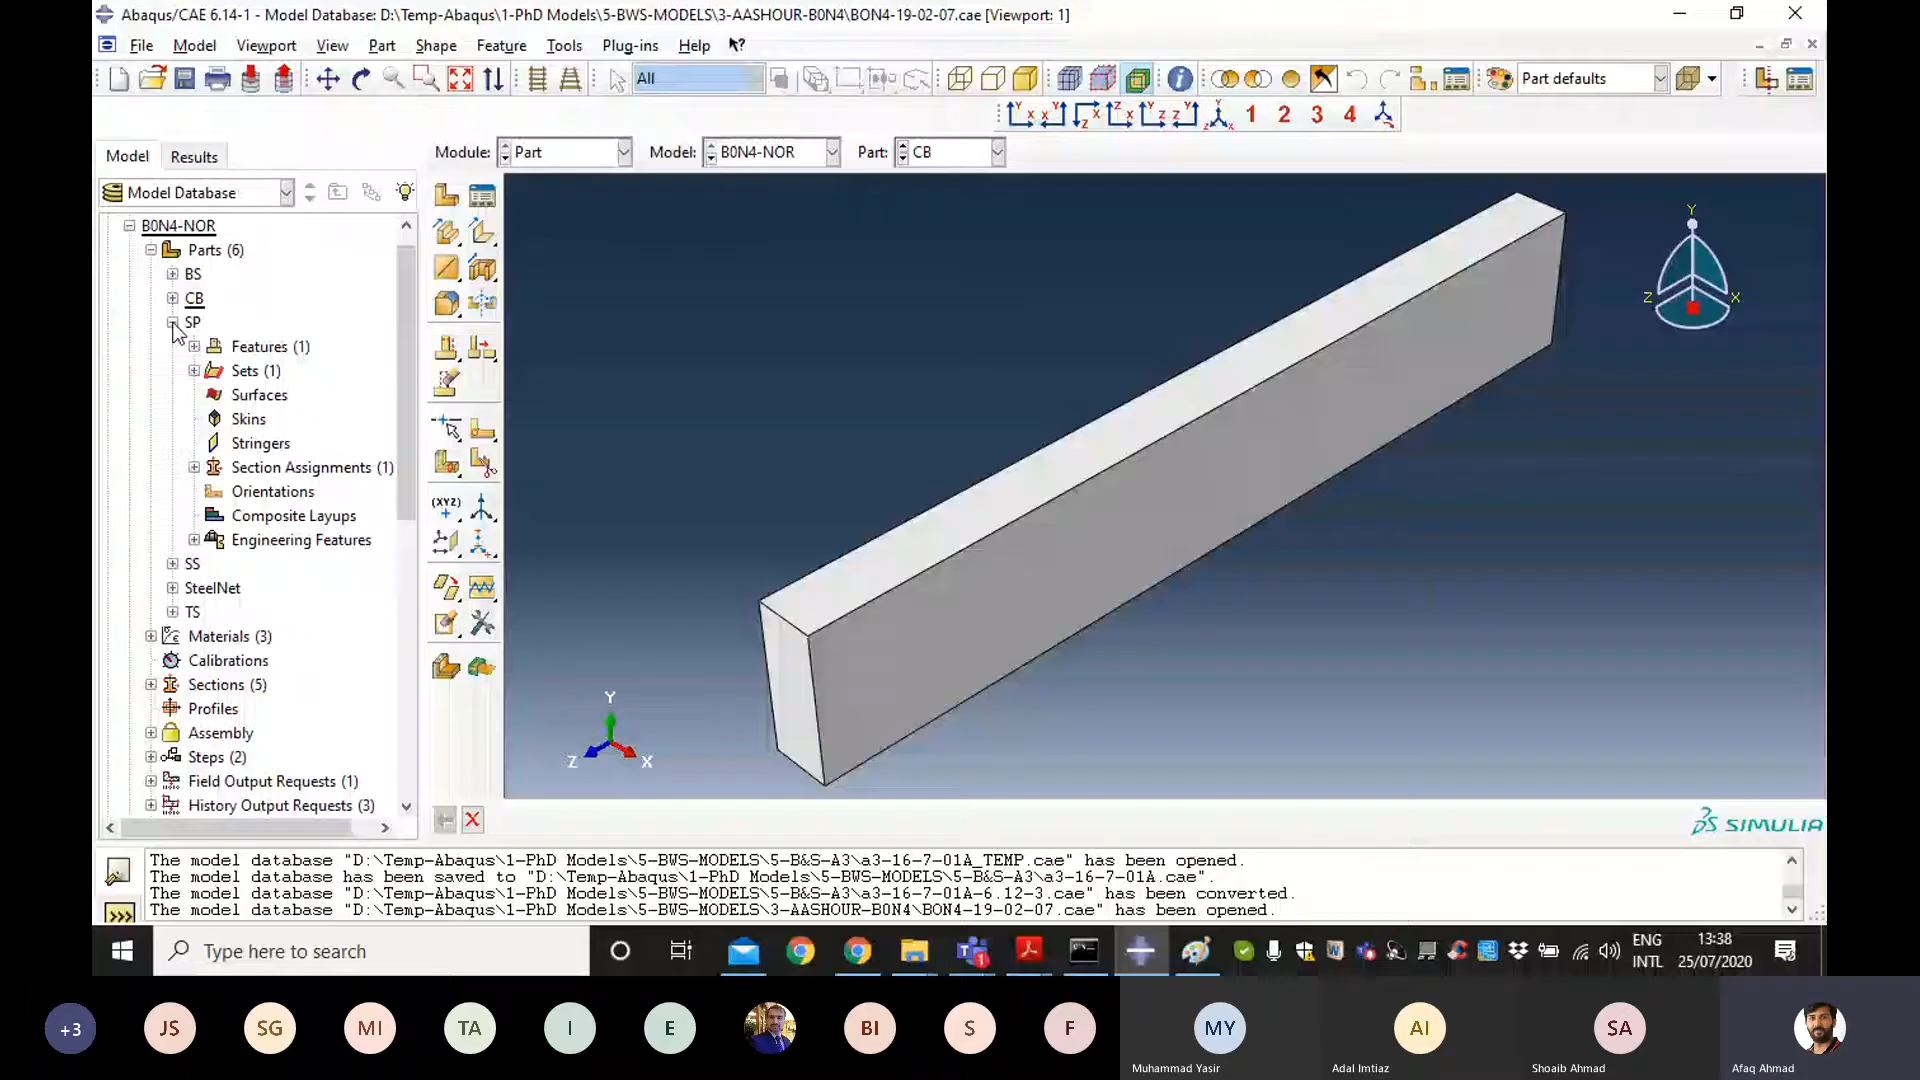 Abaqus/CAE 6.14-1 - Model Database: D:\Temp-Abaqus\1-PhD Models\5-BWS-MODELS\3-AASHOUR-B0N4\BON4-19-02-07.cae [Viewport: 1]
File Model Viewport View Part Shape Feature Tools Plug-ins Help
All
Part defaults
1 2 3 4
Model Results
Module: Part Model: B0N4-NOR Part: CB
Model Database
B0N4-NOR
Parts (6)
BS
CB
SP
Features (1)
Sets (1)
Surfaces
Skins
Stringers
Section Assignments (1)
Orientations
Composite Layups
Engineering Features
SS
SteelNet
TS
Materials (3)
Calibrations
Sections (5)
Profiles
Assembly
Steps (2)
Field Output Requests (1)
History Output Requests (3)
(XYZ)
Y
Z X
Y
Z X
SIMULIA
The model database "D:\Temp-Abaqus\1-PhD Models\5-BWS-MODELS\5-B&S-A3\a3-16-7-01A_TEMP.cae" has been opened.
The model database has been saved to "D:\Temp-Abaqus\1-PhD Models\5-BWS-MODELS\5-B&S-A3\a3-16-7-01A.cae".
The model database "D:\Temp-Abaqus\1-PhD Models\5-BWS-MODELS\5-B&S-A3\a3-16-7-01A-6.12-3.cae" has been converted.
The model database "D:\Temp-Abaqus\1-PhD Models\5-BWS-MODELS\3-AASHOUR-B0N4\BON4-19-02-07.cae" has been opened.
>>>
Type here to search
ENG
INTL
13:38
25/07/2020
+3 JS SG MI TA I E BI S F MY AI SA
Muhammad Yasir Adal Imtiaz Shoaib Ahmad Afaq Ahmad